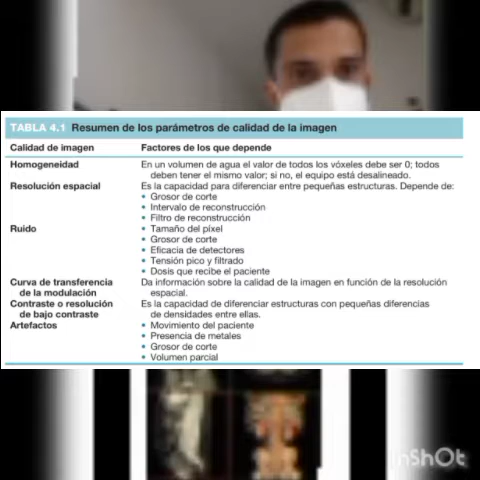 TABLA 4.1 Resumen de los parámetros de calidad de la imagen
Calidad de imagen Factores de los que depende
Homogeneidad En un volumen de agua el valor de todos los vóxeles debe ser 0; todos
deben tener el mismo valor; si no, el equipo está desalineado.
Resolución espacial Es la capacidad para diferenciar entre pequeñas estructuras. Depende de:
• Grosor de corte
• Intervalo de reconstrucción
• Filtro de reconstrucción
Ruido • Tamaño del píxel
• Grosor de corte
• Eficacia de detectores
• Tensión pico y filtrado
• Dosis que recibe el paciente
Curva de transferencia Da información sobre la calidad de la imagen en función de la resolución
de la modulación espacial.
Contraste o resolución Es la capacidad de diferenciar estructuras con pequeñas diferencias
de bajo contraste de densidades entre ellas.
Artefactos • Movimiento del paciente
• Presencia de metales
• Grosor de corte
• Volumen parcial
InShOt